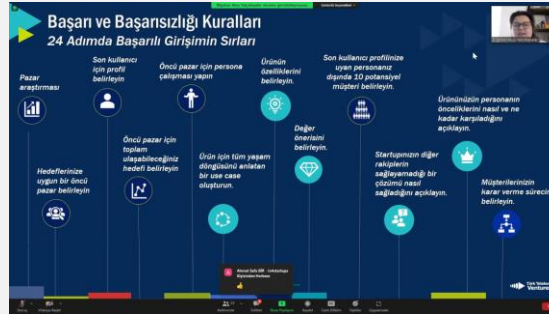 Başarı ve Başarısızlığı Kuralları
24 Adımda Başarılı Girişimin Sırları
Pazar
araştırması
Son kullanıcı
için profil
belirleyin
Öncü pazar için persona
çalışması yapın
Ürünün
özelliklerini
belirleyin.
Son kullanıcı profilinize
uyan personanız
dışında 10 potansiyel
müşteri belirleyin.
Ürününüzün personanın
önceliklerini nasıl ve ne
kadar karşıladığını
açıklayın.
Hedeflerinize
uygun bir öncü
pazar belirleyin
Öncü pazar için
toplam
ulaşabileceğiniz
hedefi belirleyin
Ürün için tüm yaşam
döngüsünü anlatan
bir use case
oluşturun.
Değer
önerisini
belirleyin.
Startupınızın diğer
rakiplerin
sağlayamadığı bir
çözümü nasıl
sağladığını açıklayın.
Müşterilerinizin
karar verme sürecin
belirleyin.
Türk Telekom
Venture